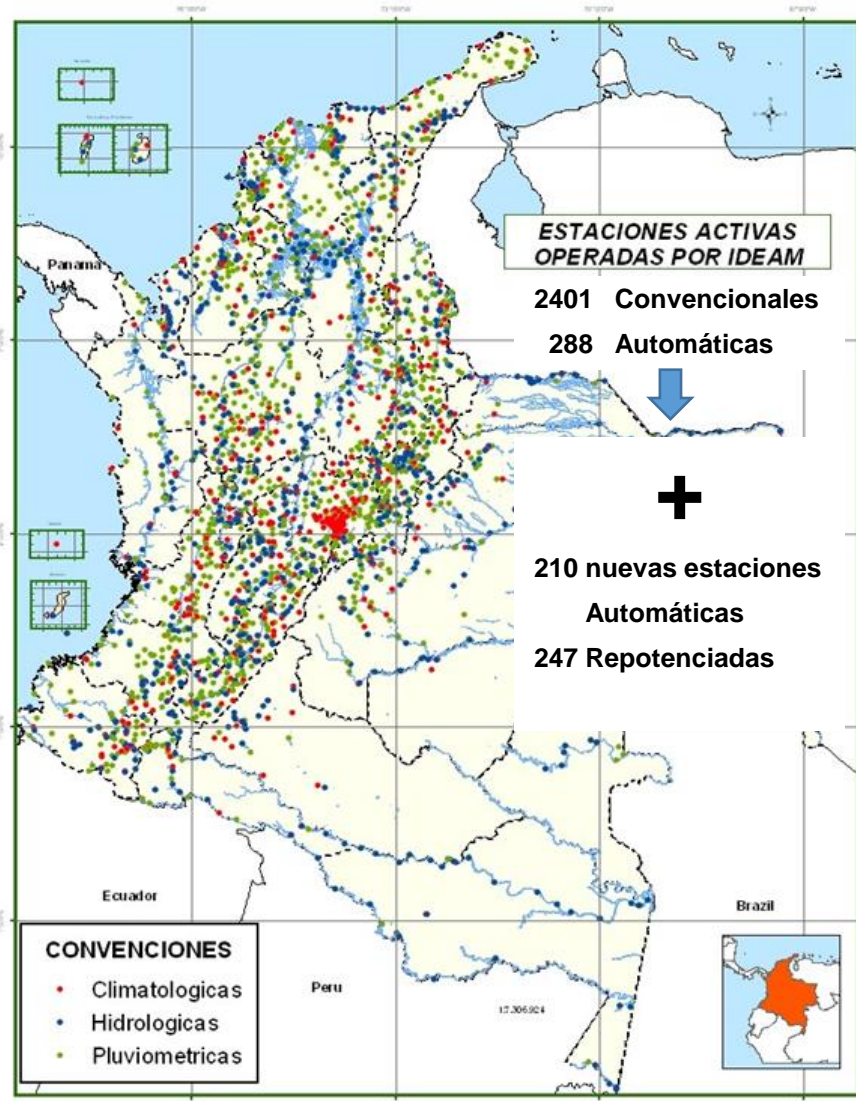 Panama
ESTACIONES ACTIVAS
OPERADAS POR IDEAM
2401 Convencionales
288 Automáticas
+
210 nuevas estaciones
Automáticas
247 Repotenciadas
Ecuador
Brazil
Peru
CONVENCIONES
Climatologicas
Hidrologicas
Pluviometricas